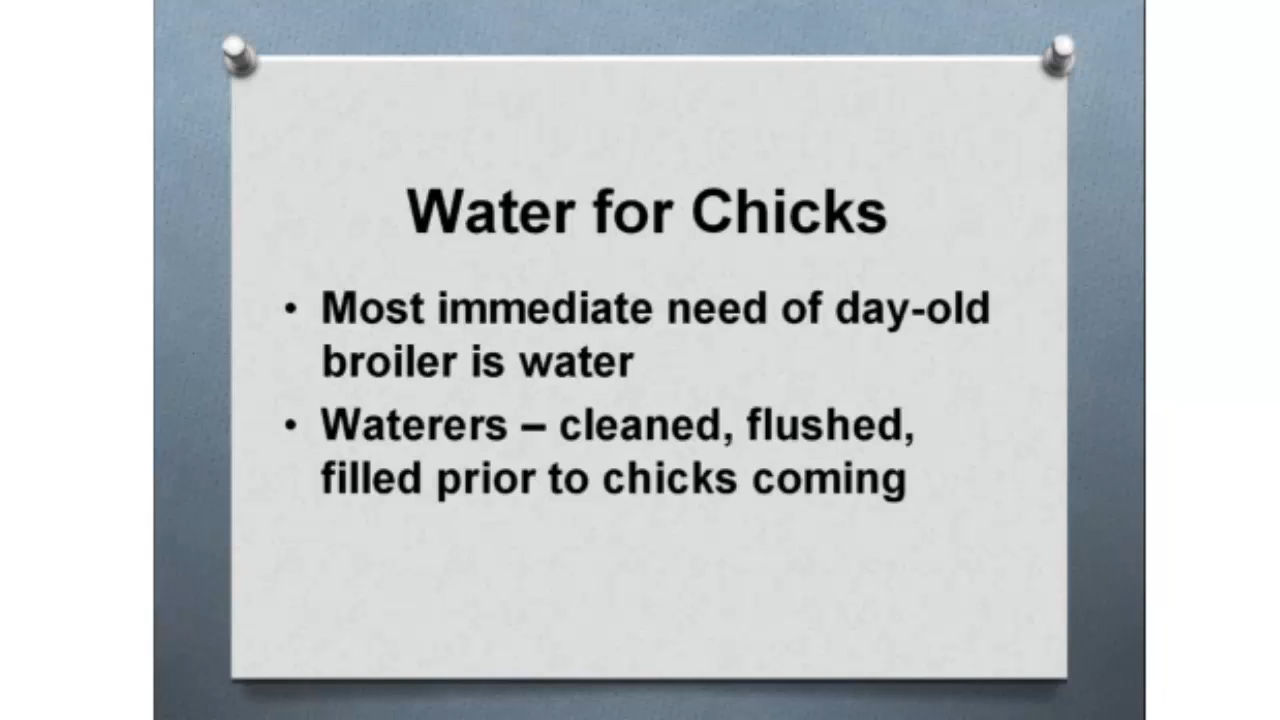 Water for Chicks
• Most immediate need of day-old
broiler is water
• Waterers – cleaned, flushed,
filled prior to chicks coming